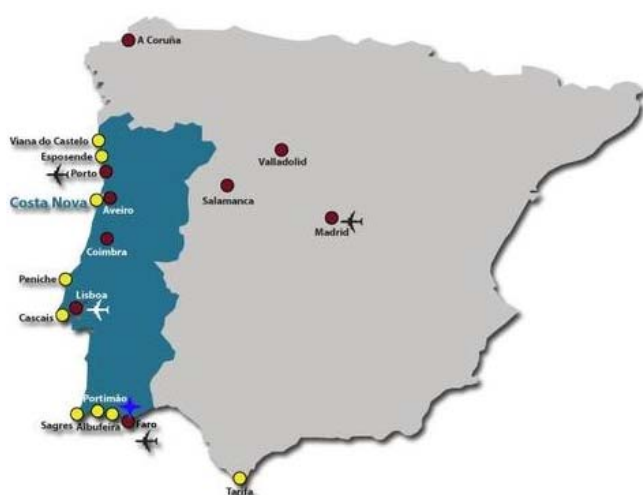 A Coruña
Viana do Castelo
Esposende
Porto
Valladolid
Salamanca
Costa Nova
Aveiro
Madrid
Coimbra
Peniche
Lisboa
Cascais
Portimão
Sagres
Albufeira
Faro
Tarifa